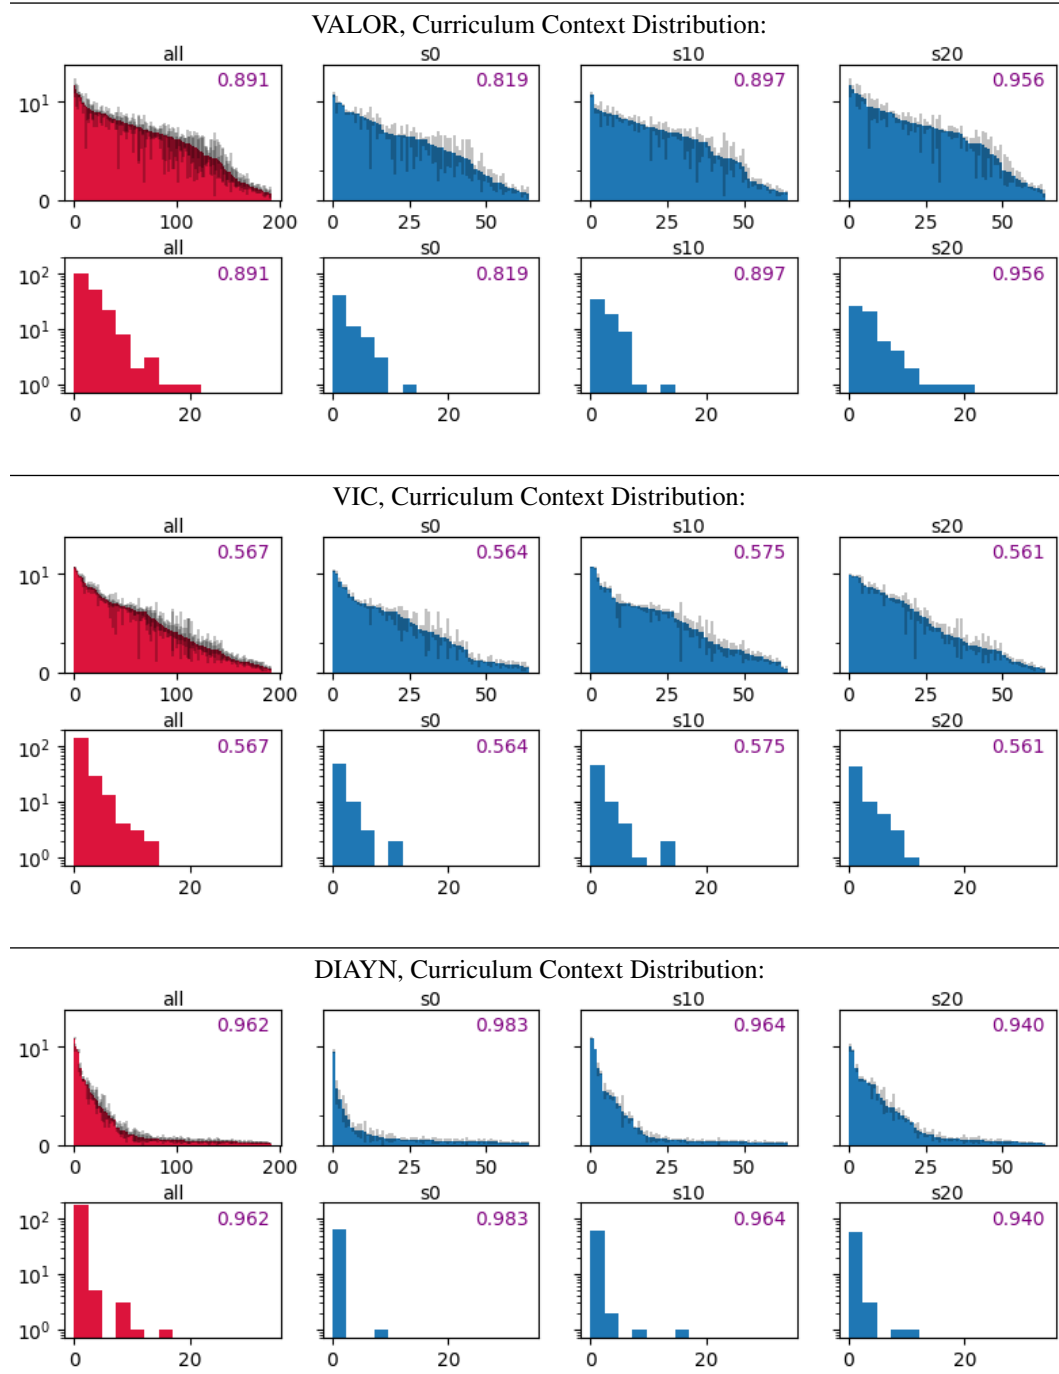 VALOR, Curriculum Context Distribution:
all s0 s10 s20
0.891 0.819 0.897 0.956
10¹
0
0 100 200 0 25 50 0 25 50 0 25 50
all s0 s10 s20
0.891 0.819 0.897 0.956
10²
10¹
10⁰
0 20 0 20 0 20 0 20
VIC, Curriculum Context Distribution:
all s0 s10 s20
0.567 0.564 0.575 0.561
10¹
0
0 100 200 0 25 50 0 25 50 0 25 50
all s0 s10 s20
0.567 0.564 0.575 0.561
10²
10¹
10⁰
0 20 0 20 0 20 0 20
DIAYN, Curriculum Context Distribution:
all s0 s10 s20
0.962 0.983 0.964 0.940
10¹
0
0 100 200 0 25 50 0 25 50 0 25 50
all s0 s10 s20
0.962 0.983 0.964 0.940
10²
10¹
10⁰
0 20 0 20 0 20 0 20